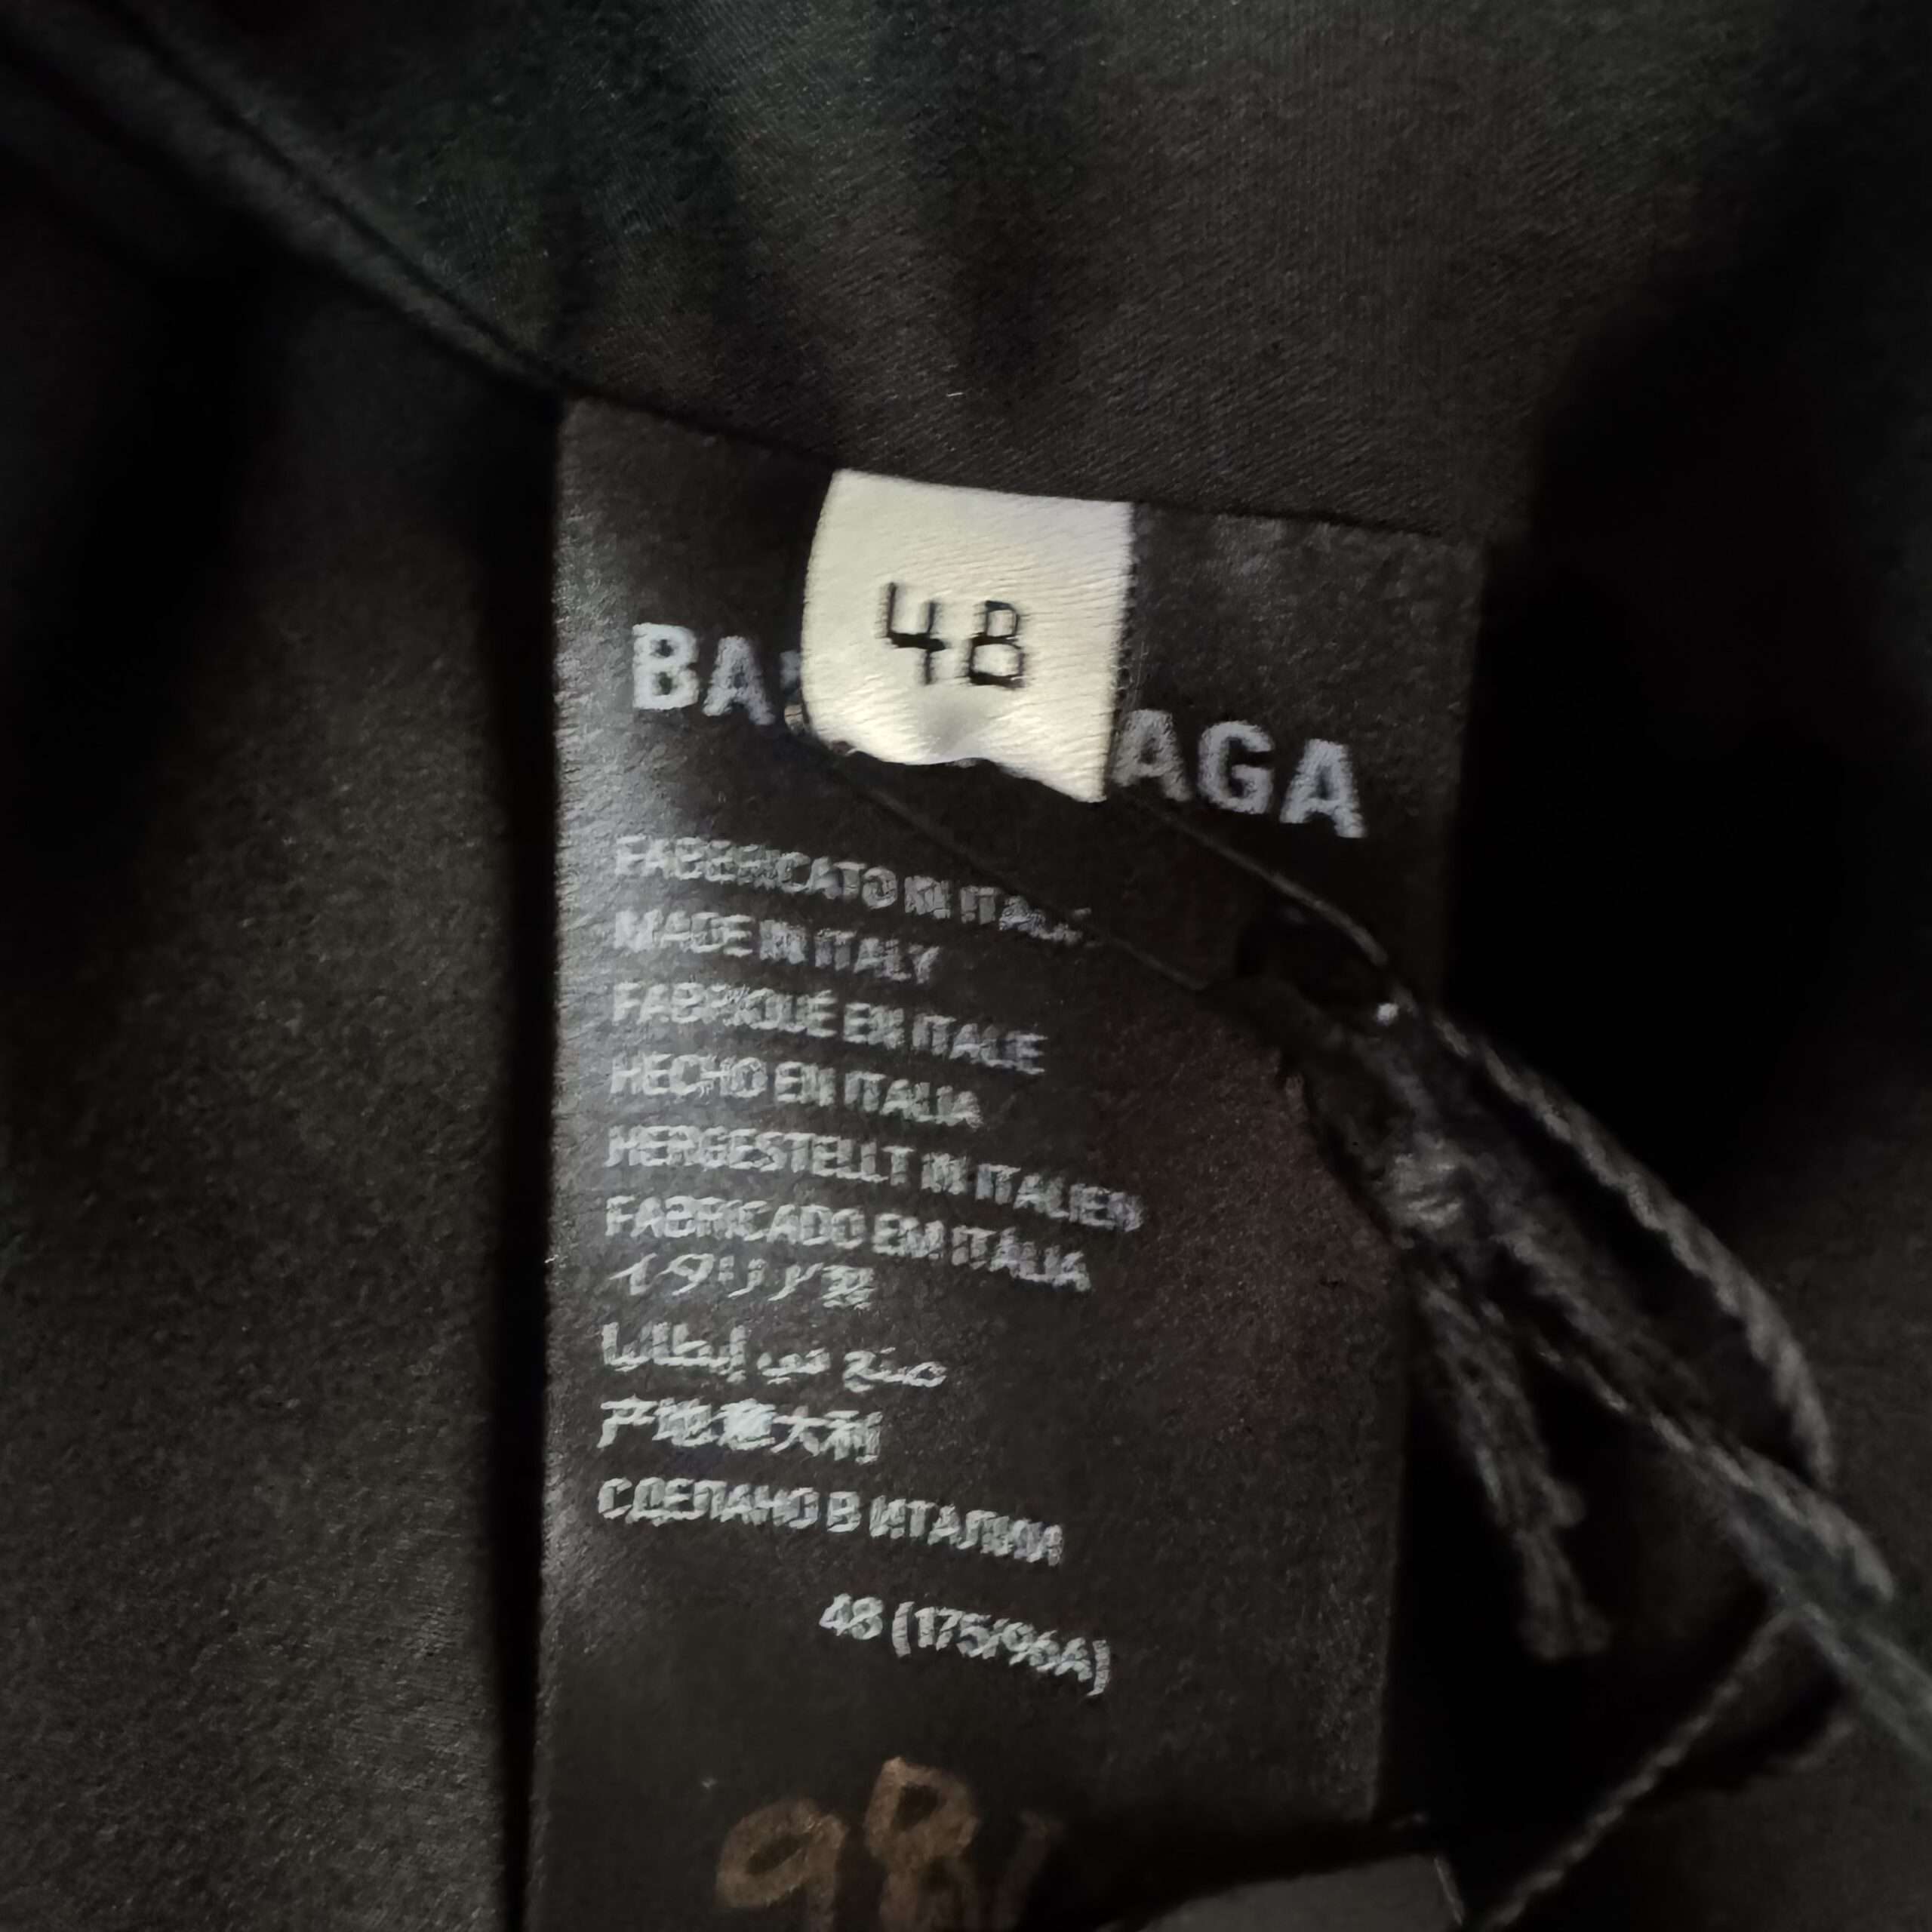 48
BA AGA
FABBRICATO IN ITALIA
MADE IN ITALY
FABRIQUÉ EN ITALIE
HECHO EN ITALIA
HERGESTELLT IN ITALIEN
FABRICADO EM ITÁLIA
イタリア製
صنع في إيطاليا
产地意大利
СДЕЛАНО В ИТАЛИИ
48 (175/96A)
98